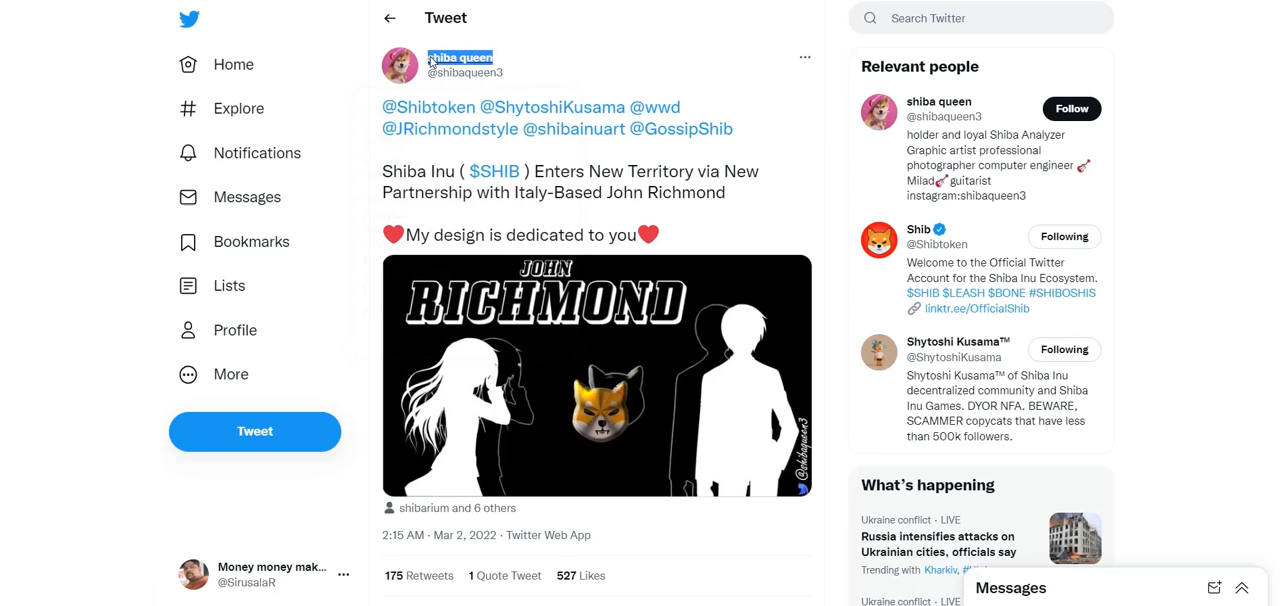 Tweet
Search Twitter
Home
Explore
Notifications
Messages
Bookmarks
Lists
Profile
More
Tweet
Money money mak...
@SirusalaR
shiba queen
@shibaqueen3
@Shibtoken @ShytoshiKusama @wwd
@JRichmondstyle @shibainuart @GossipShib
Shiba Inu ( $SHIB ) Enters New Territory via New
Partnership with Italy-Based John Richmond
❤️My design is dedicated to you❤️
JOHN
RICHMOND
@shibaqueen3
shibarium and 6 others
2:15 AM · Mar 2, 2022 · Twitter Web App
175 Retweets 1 Quote Tweet 527 Likes
Relevant people
shiba queen
@shibaqueen3
Follow
holder and loyal Shiba Analyzer
Graphic artist professional
photographer computer engineer 🎸
Milad🎸guitarist
instagram:shibaqueen3
Shib
@Shibtoken
Following
Welcome to the Official Twitter
Account for the Shiba Inu Ecosystem.
$SHIB $LEASH $BONE #SHIBOSHIS
🔗 linktr.ee/OfficialShib
Shytoshi Kusama™
@ShytoshiKusama
Following
Shytoshi Kusama™ of Shiba Inu
decentralized community and Shiba
Inu Games. DYOR NFA. BEWARE,
SCAMMER copycats that have less
than 500k followers.
What's happening
Ukraine conflict · LIVE
Russia intensifies attacks on
Ukrainian cities, officials say
Trending with Kharkiv,
Ukraine conflict · LIVE
Messages